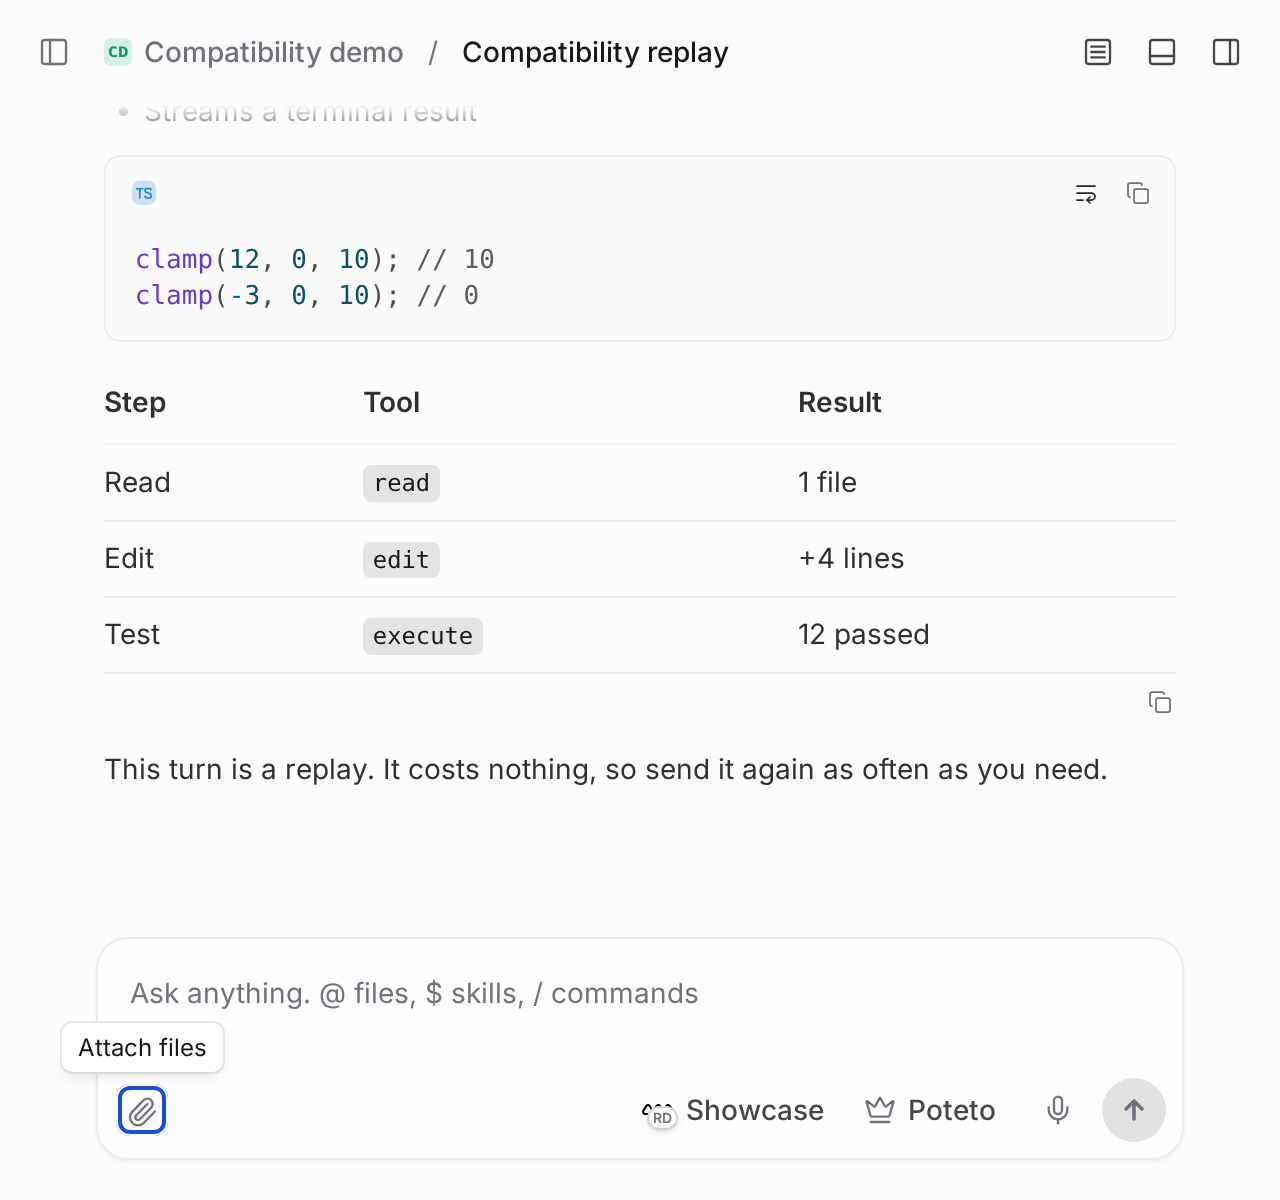 CD Compatibility demo / Compatibility replay
• Streams a terminal result
TS
clamp(12, 0, 10); // 10
clamp(-3, 0, 10); // 0
Step Tool Result
Read read 1 file
Edit edit +4 lines
Test execute 12 passed
This turn is a replay. It costs nothing, so send it again as often as you need.
Ask anything. @ files, $ skills, / commands
Attach files
RD Showcase Poteto